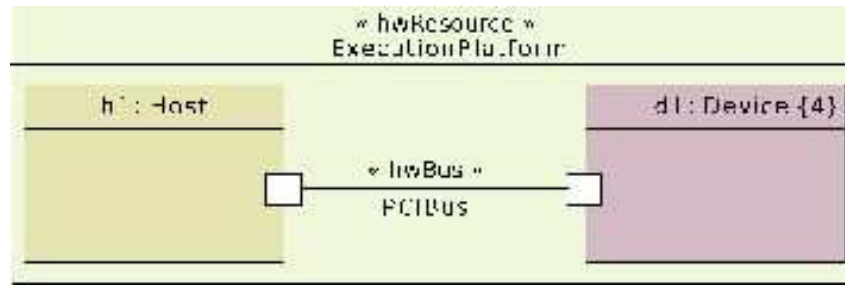 « hwResource »
ExecutionPlatform
h1: Host
d1: Device {4}
« hwBus »
PCIBus